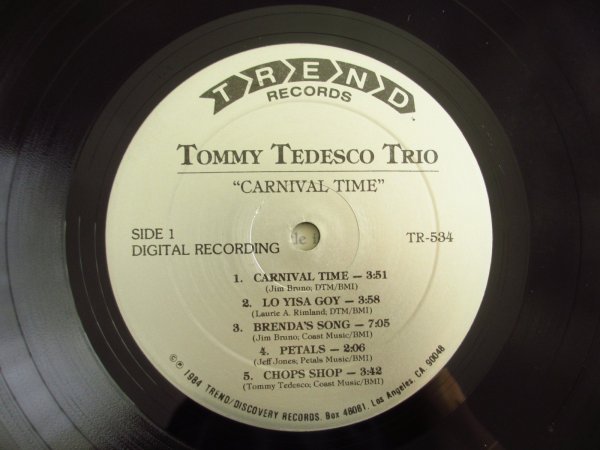 TREND
RECORDS
TOMMY TEDESCO TRIO
"CARNIVAL TIME"
SIDE 1
DIGITAL RECORDING
TR-534
1. CARNIVAL TIME — 3:51
(Jim Bruno; DTM/BMI)
2. LO YISA GOY — 3:58
(Laurie A. Rimland; DTM/BMI)
3. BRENDA'S SONG — 7:05
(Jim Bruno; Coast Music/BMI)
4. PETALS — 2:06
(Jeff Jones; Petals Music/BMI)
5. CHOPS SHOP — 3:42
(Tommy Tedesco; Coast Music/BMI)
©℗ 1984 TREND/DISCOVERY RECORDS. Box 48081. Los Angeles, CA. 90048